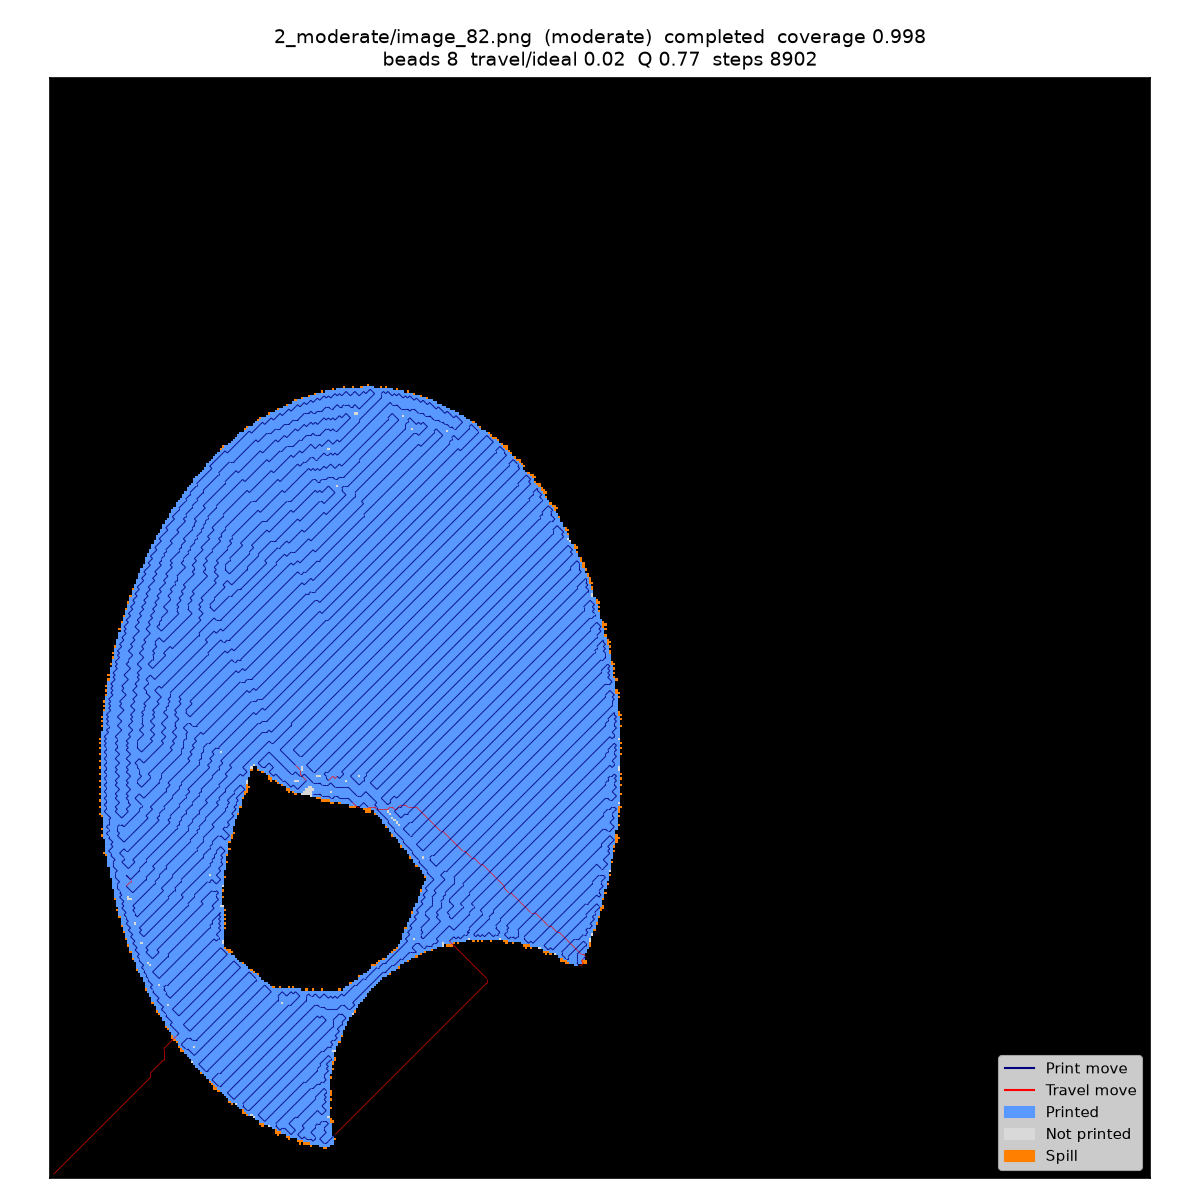 2_moderate/image_82.png  (moderate)  completed  coverage 0.998
beads 8  travel/ideal 0.02  Q 0.77  steps 8902
Print move
Travel move
Printed
Not printed
Spill